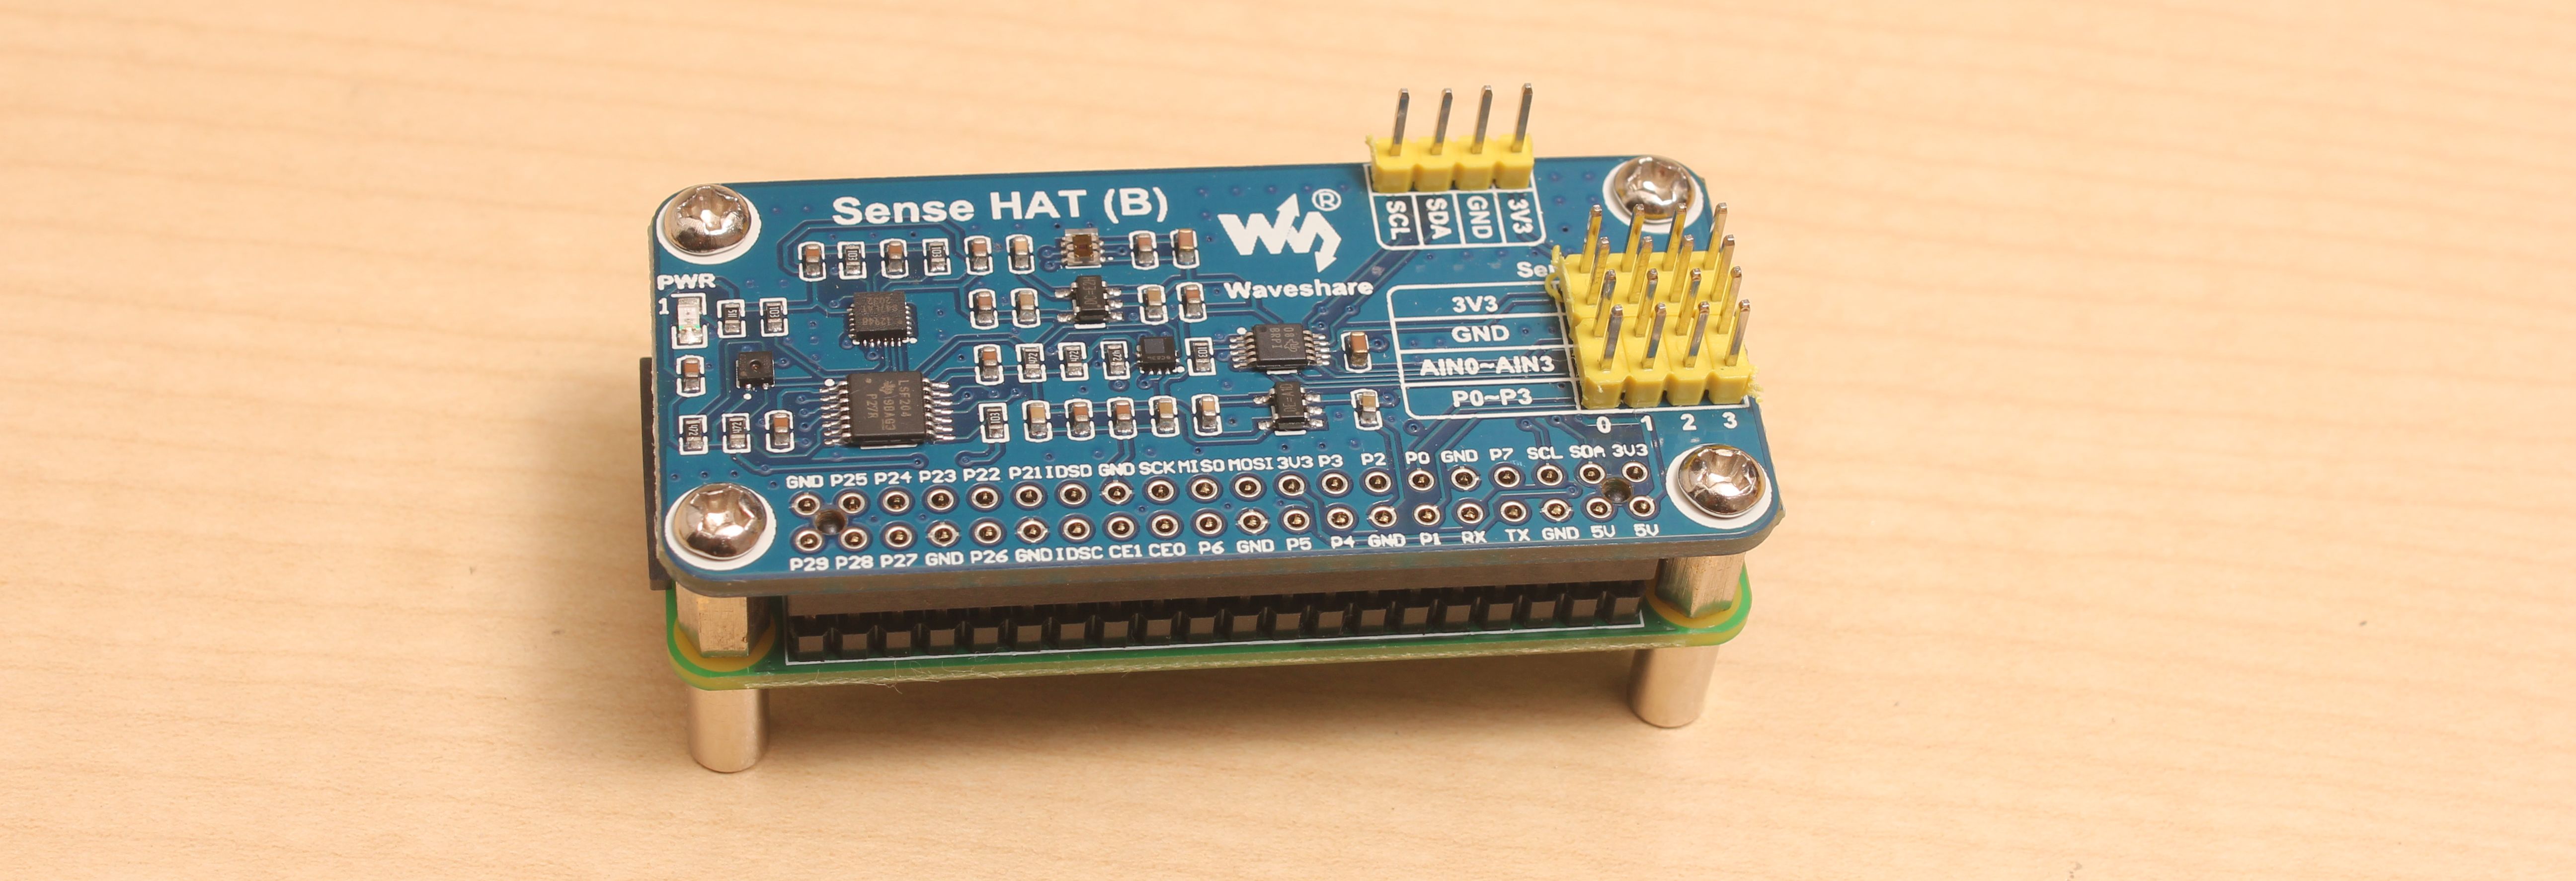 Sense HAT (B)
®
Waveshare
SCL
SDA
GND
3V3
PWR
1
3V3
GND
AIN0~AIN3
P0~P3
0 1 2 3
LSF204
P27R
GND P25 P24 P23 P22 P21 IDSD GND SCK MISO MOSI 3V3 P3 P2 P0 GND P7 SCL SDA 3V3
P29 P28 P27 GND P26 GND IDSC CE1 CE0 P6 GND P5 P4 GND P1 RX TX GND 5V 5V